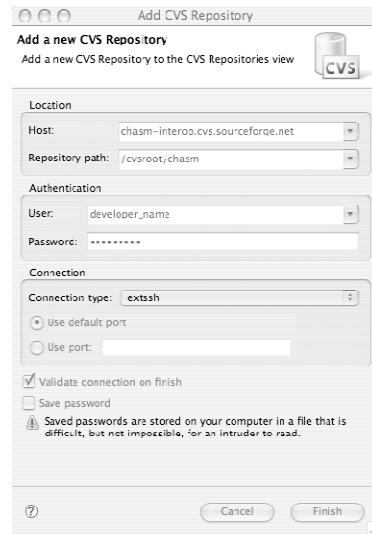 Add CVS Repository
Add a new CVS Repository
Add a new CVS Repository to the CVS Repositories view
CVS
Location
Host: chasm-interop.cvs.sourceforge.net
Repository path: /cvsroot/chasm
Authentication
User: developer_name
Password: •••••••••
Connection
Connection type: extssh
Use default port
Use port:
Validate connection on finish
Save password
Saved passwords are stored on your computer in a file that is
difficult, but not impossible, for an intruder to read.
?
Cancel Finish